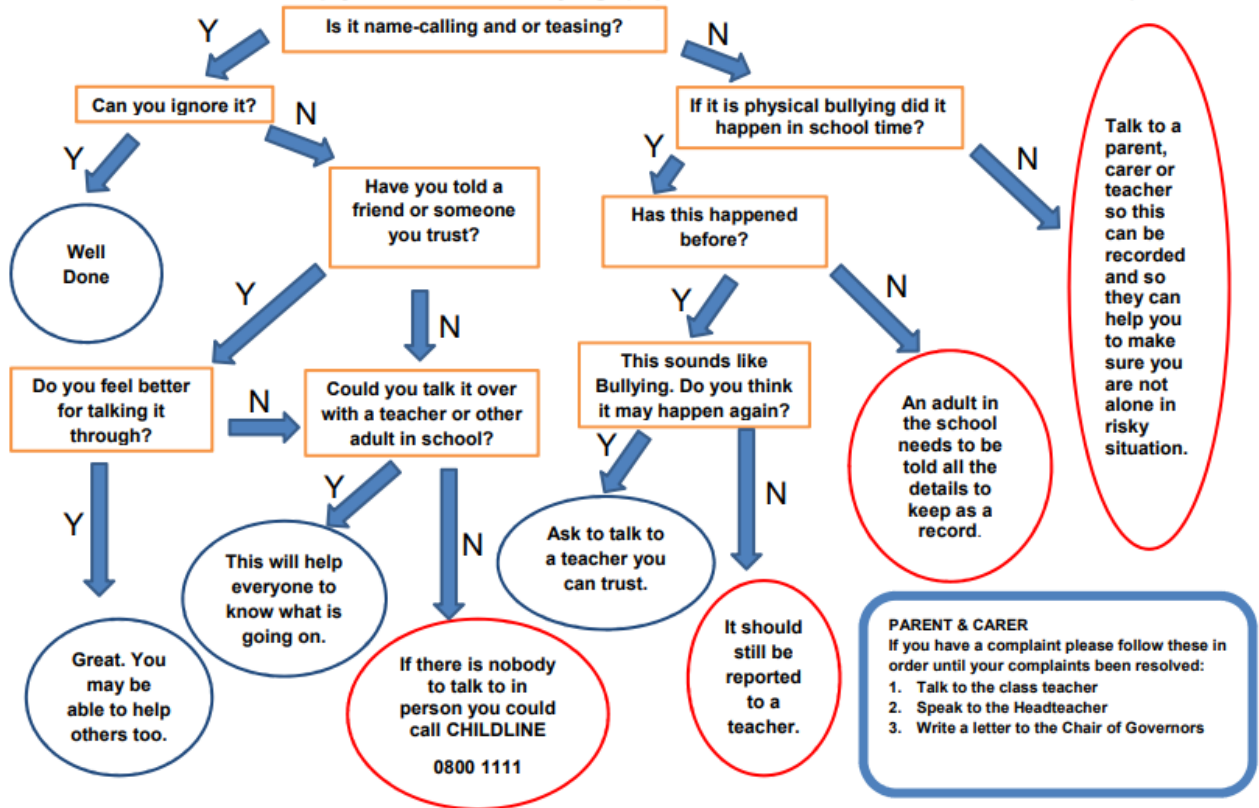 Is it name-calling and or teasing?
Y
N
Can you ignore it?
If it is physical bullying did it
happen in school time?
Y
N
Y
N
Talk to a
parent,
carer or
teacher
so this
can be
recorded
and so
they can
help you
to make
sure you
are not
alone in
risky
situation.
Well
Done
Have you told a
friend or someone
you trust?
Has this happened
before?
Y
N
Y
N
Do you feel better
for talking it
through?
N
Could you talk it over
with a teacher or other
adult in school?
This sounds like
Bullying. Do you think
it may happen again?
An adult in
the school
needs to be
told all the
details to
keep as a
record.
Y
Y
N
Y
N
Great. You
may be
able to help
others too.
This will help
everyone to
know what is
going on.
If there is nobody
to talk to in
person you could
call CHILDLINE
0800 1111
Ask to talk to
a teacher you
can trust.
It should
still be
reported
to a
teacher.
PARENT & CARER
If you have a complaint please follow these in
order until your complaints been resolved:
1. Talk to the class teacher
2. Speak to the Headteacher
3. Write a letter to the Chair of Governors